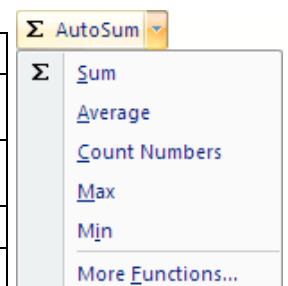 Σ AutoSum
Σ Sum
Average
Count Numbers
Max
Min
More Functions...